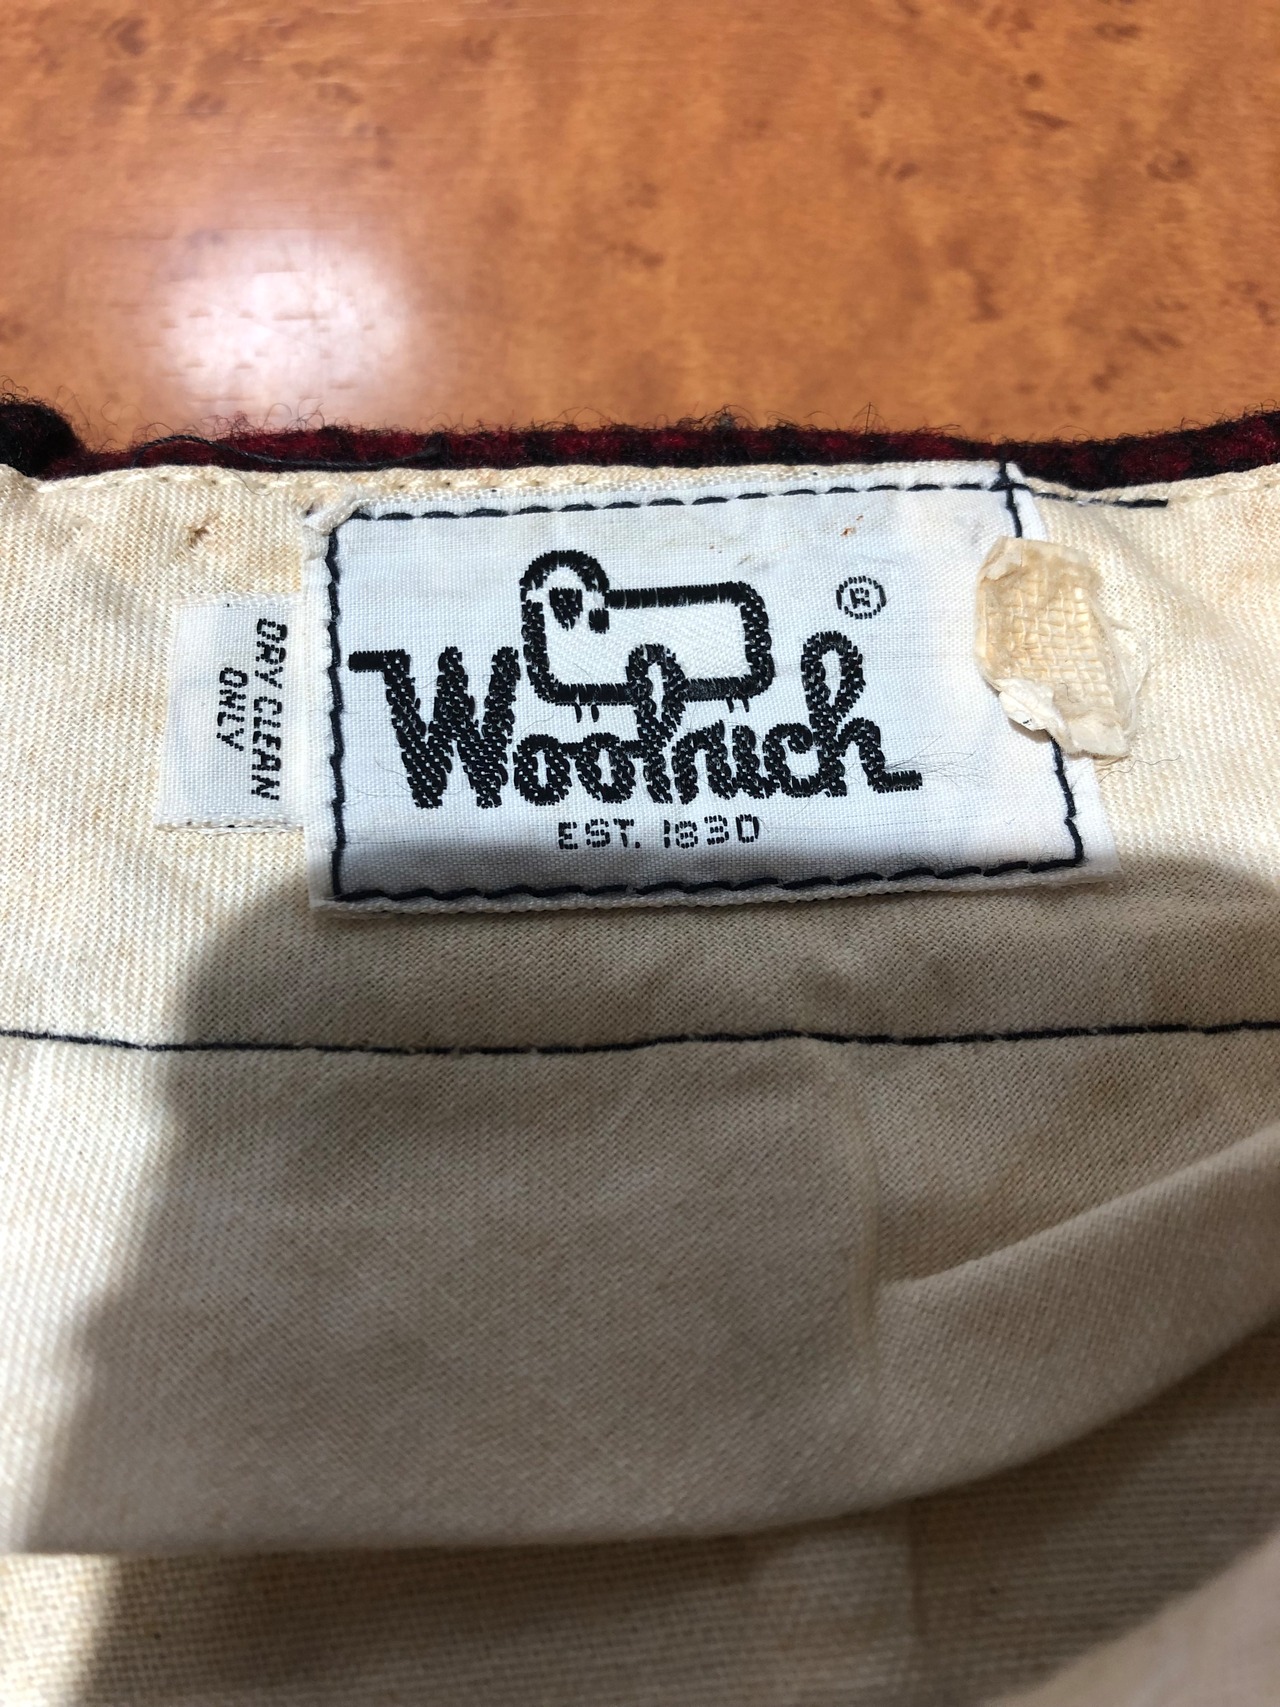 DRY CLEAN
ONLY
Woolrich
®
EST. 1830